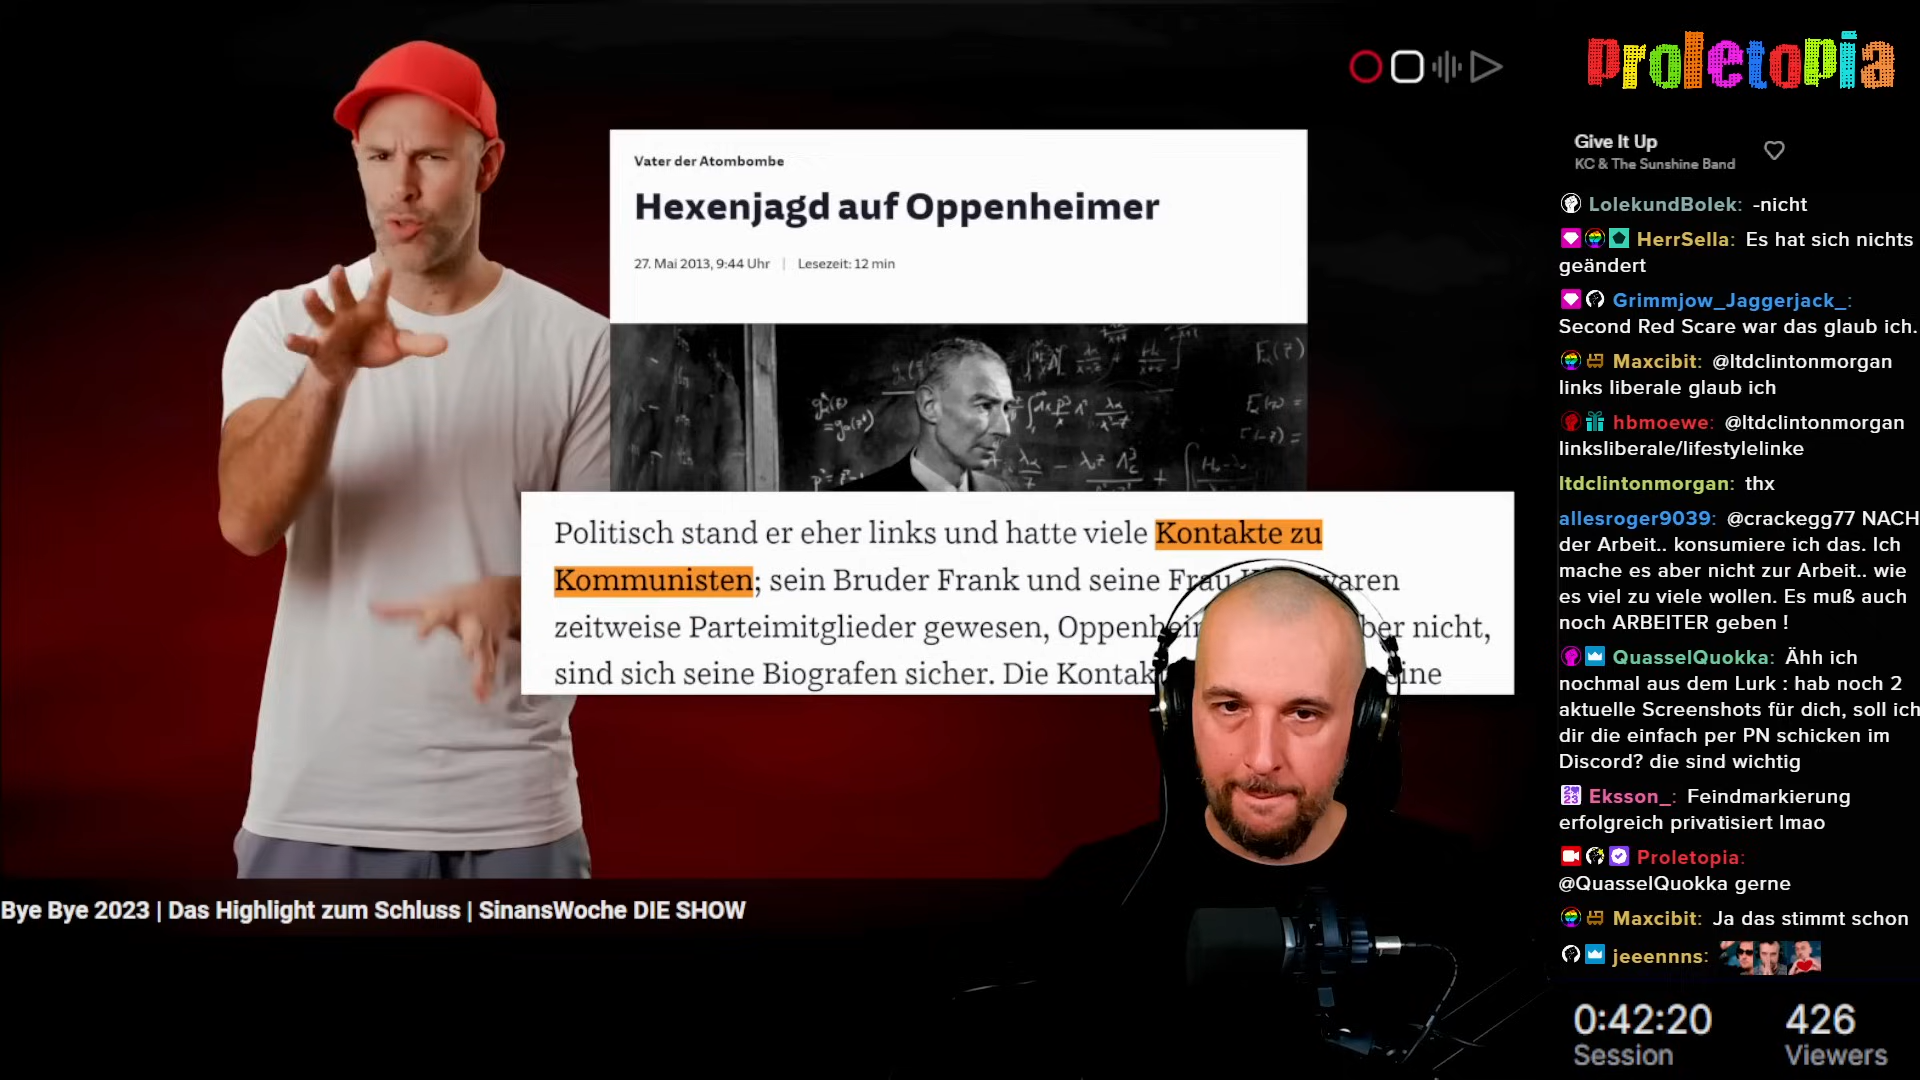 Proletopia
Give It Up
KC & The Sunshine Band
Vater der Atombombe
Hexenjagd auf Oppenheimer
27. Mai 2013, 9:44 Uhr | Lesezeit: 12 min
Politisch stand er eher links und hatte viele Kontakte zu
Kommunisten; sein Bruder Frank und seine Frau waren
zeitweise Parteimitglieder gewesen, nicht,
sind sich seine Biografen sicher. Die
Bye Bye 2023 | Das Highlight zum Schluss | SinansWoche DIE SHOW
LolekundBolek: -nicht
HerrSella: Es hat sich nichts
geändert
Grimmjow_Jaggerjack_:
Second Red Scare war das glaub ich.
Maxcibit: @ltdclintonmorgan
links liberale glaub ich
hbmoewe: @ltdclintonmorgan
linksliberale/lifestylelinke
ltdclintonmorgan: thx
allesroger9039: @crackegg77 NACH
der Arbeit.. konsumiere ich das. Ich
mache es aber nicht zur Arbeit.. wie
es viel zu viele wollen. Es muß auch
noch ARBEITER geben !
QuasselQuokka: Ähh ich
nochmal aus dem Lurk : hab noch 2
aktuelle Screenshots für dich, soll ich
dir die einfach per PN schicken im
Discord? die sind wichtig
Eksson_: Feindmarkierung
erfolgreich privatisiert lmao
Proletopia:
@QuasselQuokka gerne
Maxcibit: Ja das stimmt schon
jeeennns:
0:42:20
Session
426
Viewers